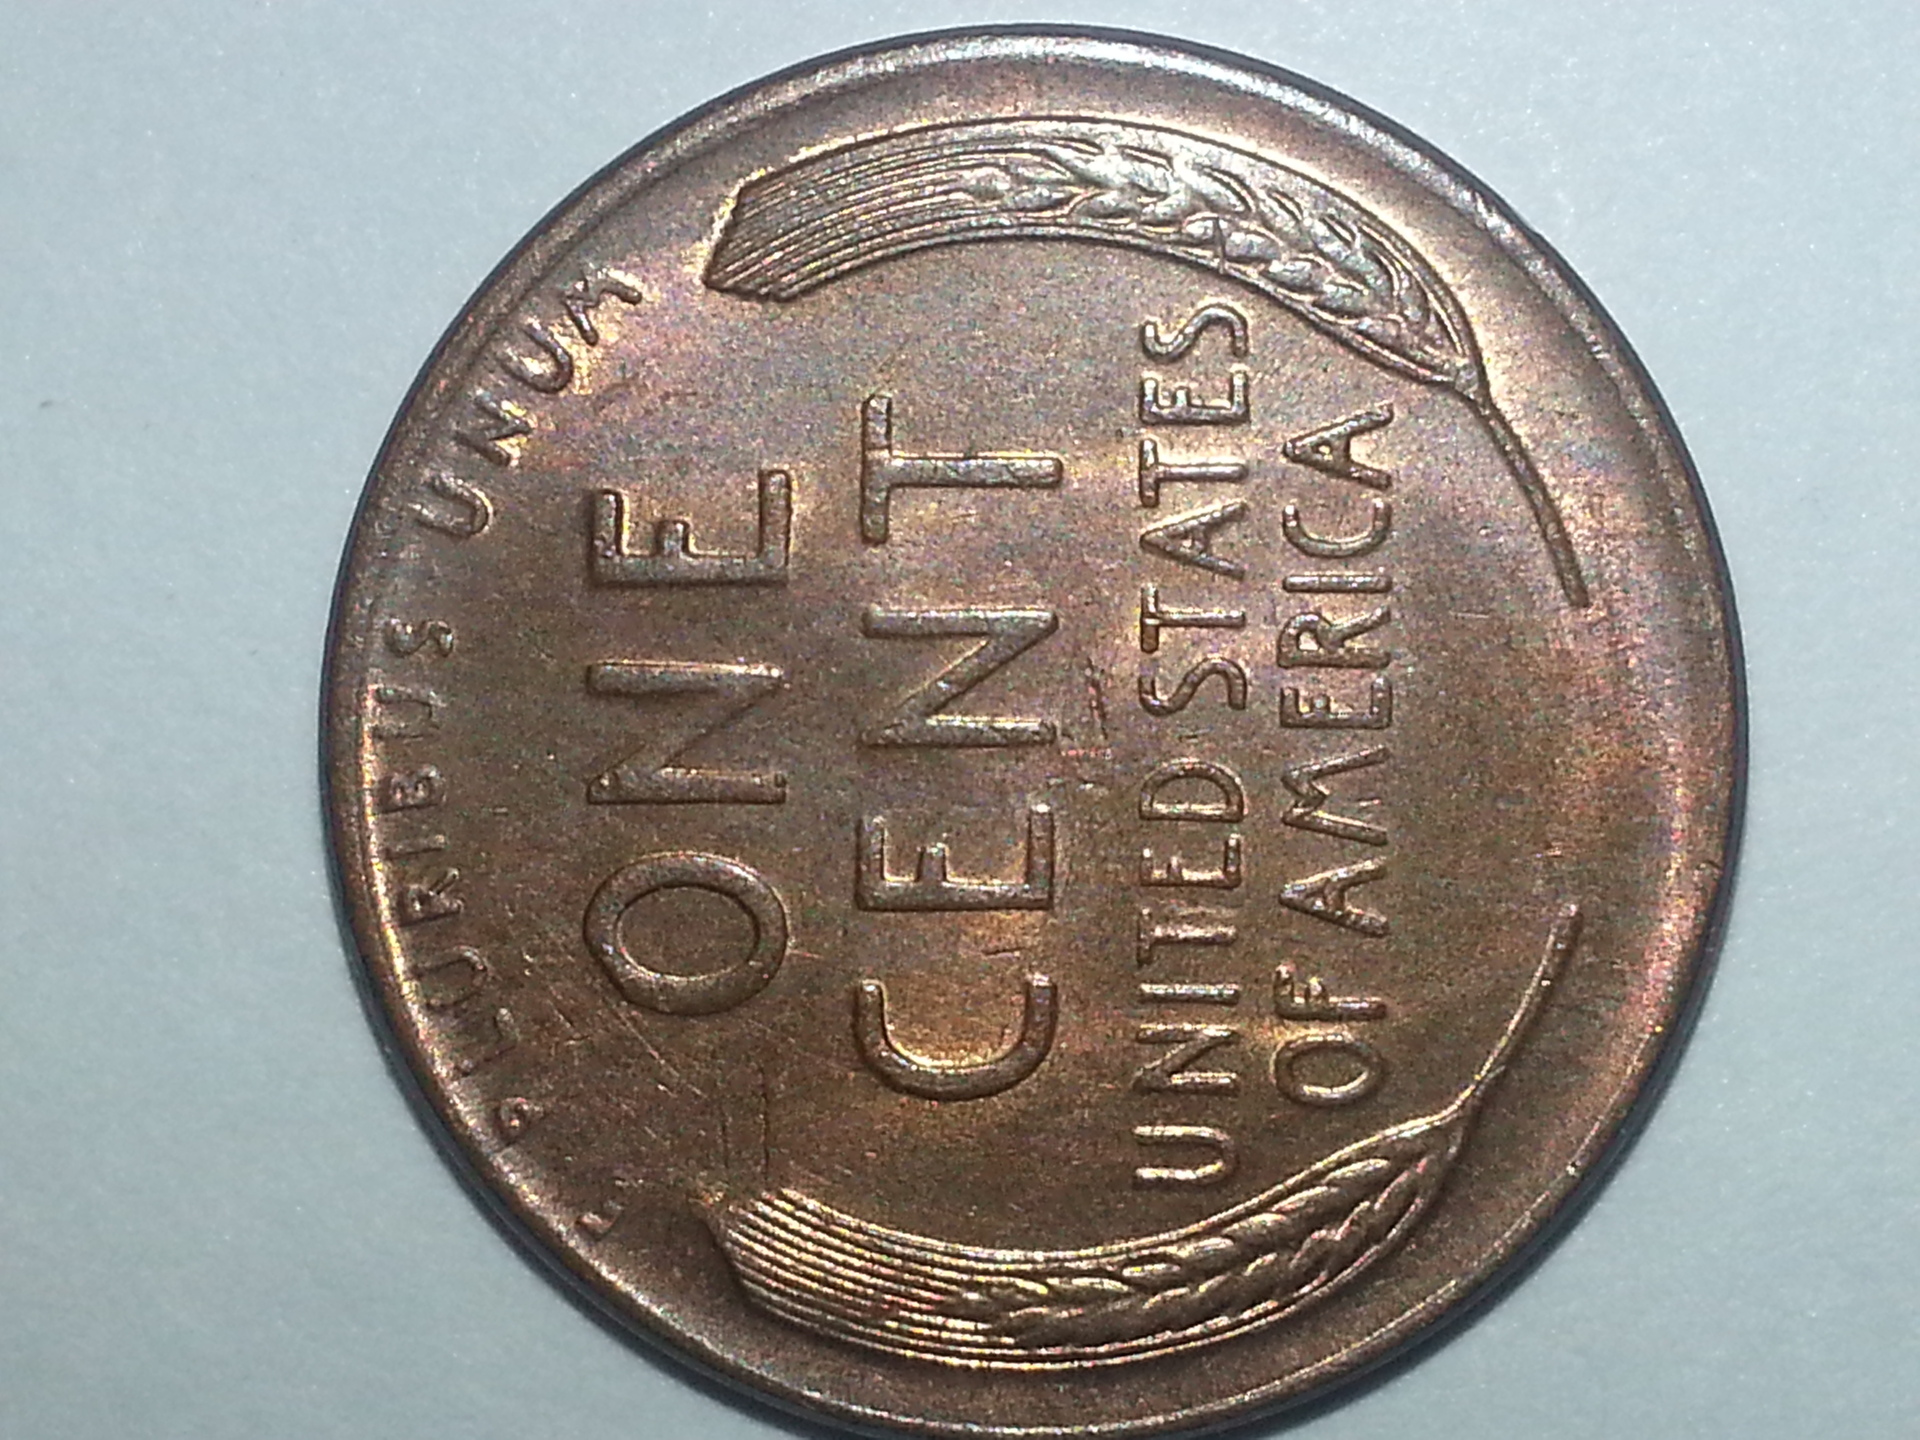 E PLURIBUS UNUM
ONE
CENT
UNITED STATES
OF AMERICA